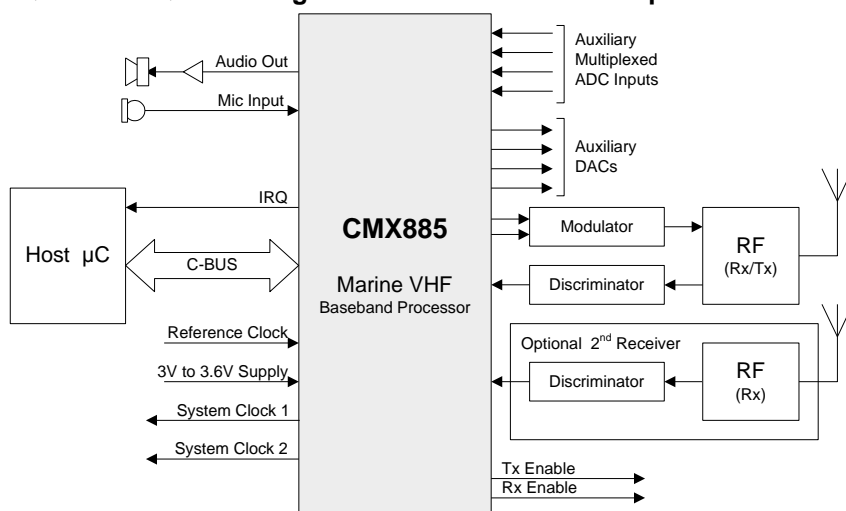 Audio Out
Mic Input
IRQ
Host µC
C-BUS
Reference Clock
3V to 3.6V Supply
System Clock 1
System Clock 2
CMX885
Marine VHF
Baseband Processor
Auxiliary
Multiplexed
ADC Inputs
Auxiliary
DACs
Modulator
RF
(Rx/Tx)
Discriminator
Optional 2nd Receiver
Discriminator
RF
(Rx)
Tx Enable
Rx Enable